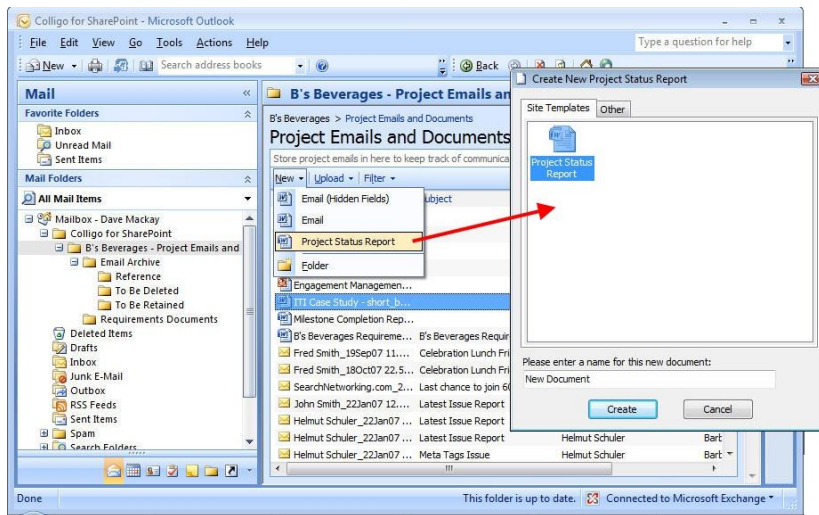 Colligo for SharePoint - Microsoft Outlook
File Edit View Go Tools Actions Help
Type a question for help
New
Search address books
Back
Mail
Favorite Folders
Inbox
Unread Mail
Sent Items
Mail Folders
All Mail Items
Mailbox - Dave Mackay
Colligo for SharePoint
B's Beverages - Project Emails and
Email Archive
Reference
To Be Deleted
To Be Retained
Requirements Documents
Deleted Items
Drafts
Inbox
Junk E-Mail
Outbox
RSS Feeds
Sent Items
Spam
Search Folders
B's Beverages - Project Emails an
B's Beverages > Project Emails and Documents
Project Emails and Documents
Store project emails in here to keep track of communica
New Upload Filter
Email (Hidden Fields)
Email
Project Status Report
Folder
ubject
Engagement Managemen...
ITI Case Study - short_b...
Milestone Completion Rep...
B's Beverages Requireme... B's Beverages Requir
Fred Smith_19Sep07 11.... Celebration Lunch Fri
Fred Smith_18Oct07 22.5... Celebration Lunch Fri
SearchNetworking.com_2... Last chance to join 60
John Smith_22Jan07 12.... Latest Issue Report
Helmut Schuler_22Jan07 ... Latest Issue Report
Helmut Schuler_22Jan07 ... Latest Issue Report Helmut Schuler Bart
Helmut Schuler_22Jan07 ... Meta Tags Issue Helmut Schuler Bart
Create New Project Status Report
Site Templates Other
Project Status
Report
Please enter a name for this new document:
New Document
Create Cancel
Done
This folder is up to date. Connected to Microsoft Exchange